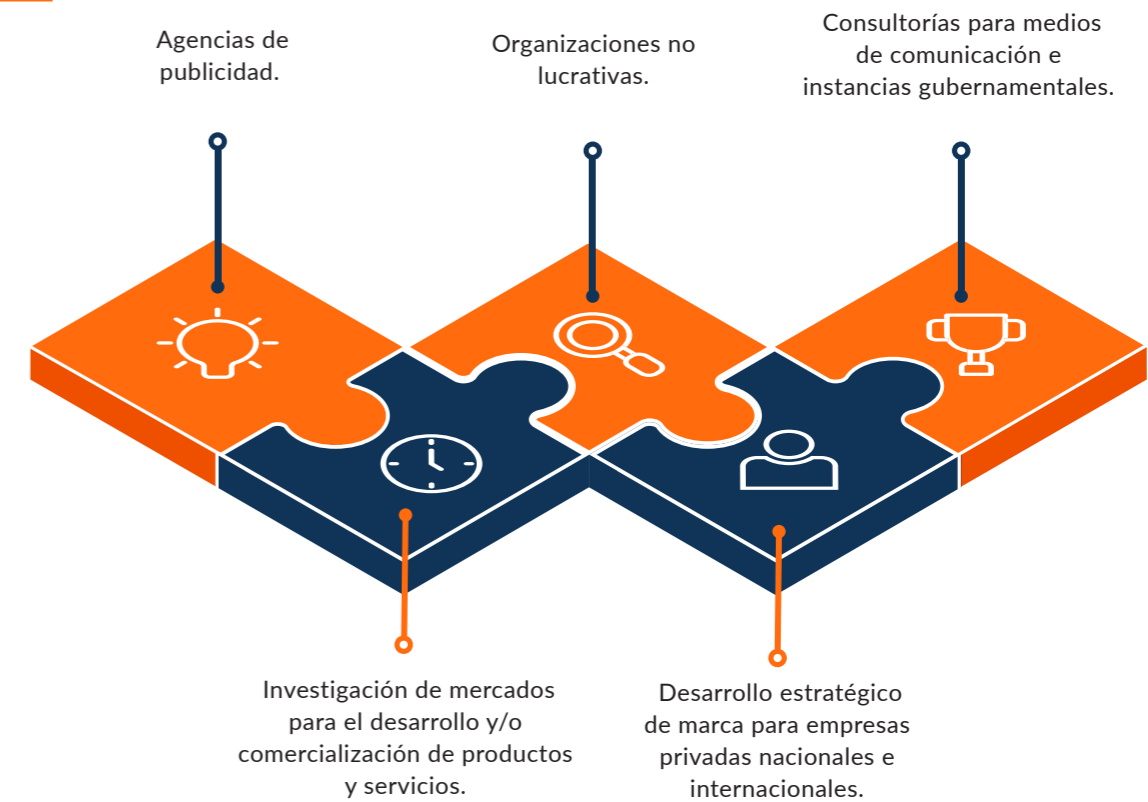 Agencias de
publicidad.
Organizaciones no
lucrativas.
Consultorías para medios
de comunicación e
instancias gubernamentales.
Investigación de mercados
para el desarrollo y/o
comercialización de productos
y servicios.
Desarrollo estratégico
de marca para empresas
privadas nacionales e
internacionales.